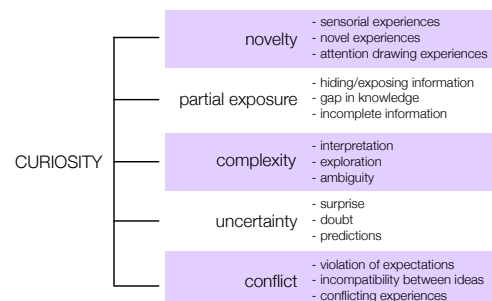 CURIOSITY
novelty
- sensorial experiences
- novel experiences
- attention drawing experiences
partial exposure
- hiding/exposing information
- gap in knowledge
- incomplete information
complexity
- interpretation
- exploration
- ambiguity
uncertainty
- surprise
- doubt
- predictions
conflict
- violation of expectations
- incompatibility between ideas
- conflicting experiences